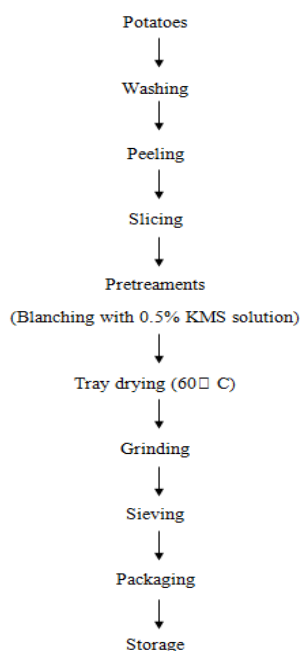 Potatoes
Washing
Peeling
Slicing
Pretreaments
(Blanching with 0.5% KMS solution)
Tray drying (60□ C)
Grinding
Sieving
Packaging
Storage